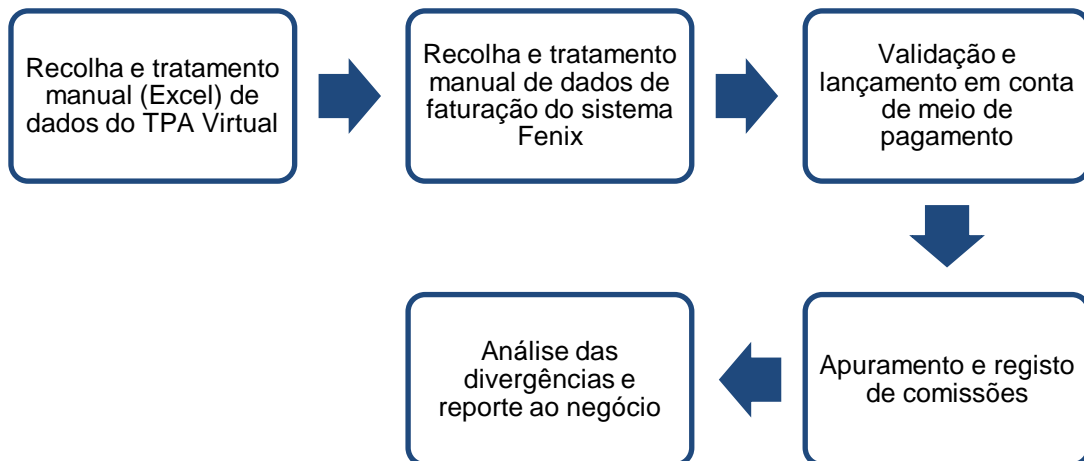 Recolha e tratamento
manual (Excel) de
dados do TPA Virtual
Recolha e tratamento
manual de dados de
faturação do sistema
Fenix
Validação e
lançamento em conta
de meio de
pagamento
Apuramento e registo
de comissões
Análise das
divergências e
reporte ao negócio